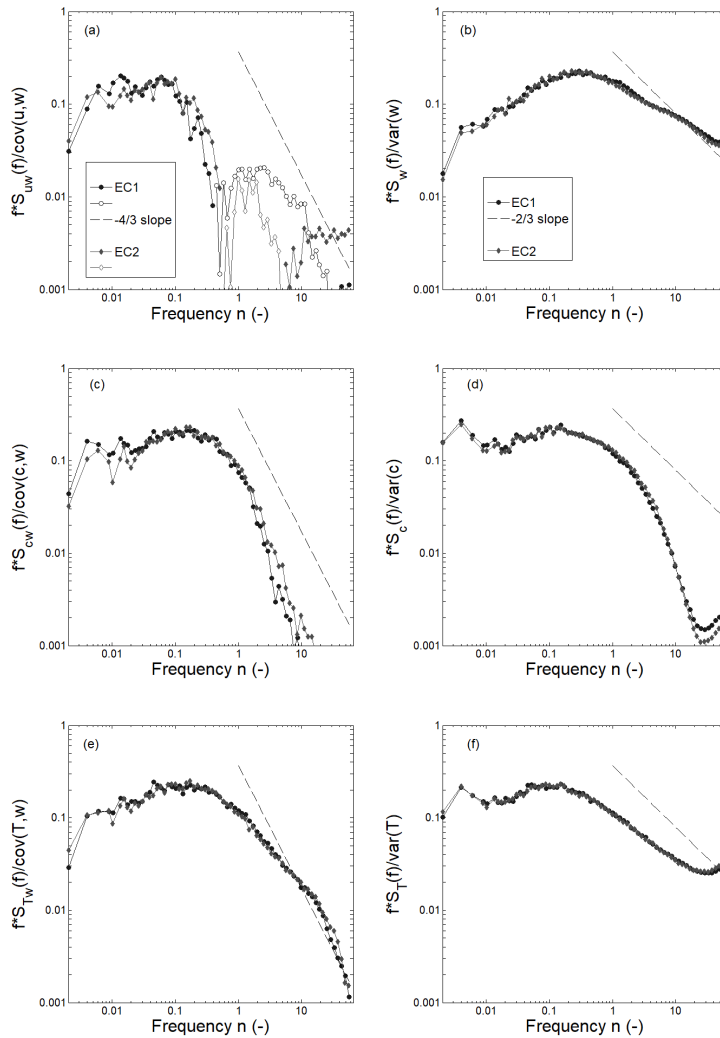 (a)
1
0.1
0.01
0.001
f*S_uw(f)/cov(u,w)
EC1
-4/3 slope
EC2
0.01 0.1 1 10
Frequency n (-)
(b)
1
0.1
0.01
0.001
f*S_w(f)/var(w)
EC1
-2/3 slope
EC2
0.01 0.1 1 10
Frequency n (-)
(c)
1
0.1
0.01
0.001
f*S_cw(f)/cov(c,w)
0.01 0.1 1 10
Frequency n (-)
(d)
1
0.1
0.01
0.001
f*S_c(f)/var(c)
0.01 0.1 1 10
Frequency n (-)
(e)
1
0.1
0.01
0.001
f*S_Tw(f)/cov(T,w)
0.01 0.1 1 10
Frequency n (-)
(f)
1
0.1
0.01
0.001
f*S_T(f)/var(T)
0.01 0.1 1 10
Frequency n (-)